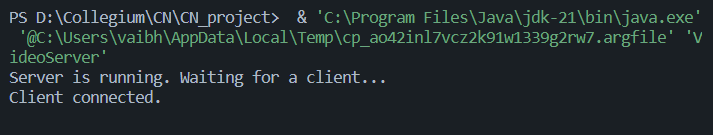 PS D:\Collegium\CN\CN_project>  & 'C:\Program Files\Java\jdk-21\bin\java.exe'
 '@C:\Users\vaibh\AppData\Local\Temp\cp_ao42inl7vcz2k91w1339g2rw7.argfile' 'V
ideoServer'
Server is running. Waiting for a client...
Client connected.